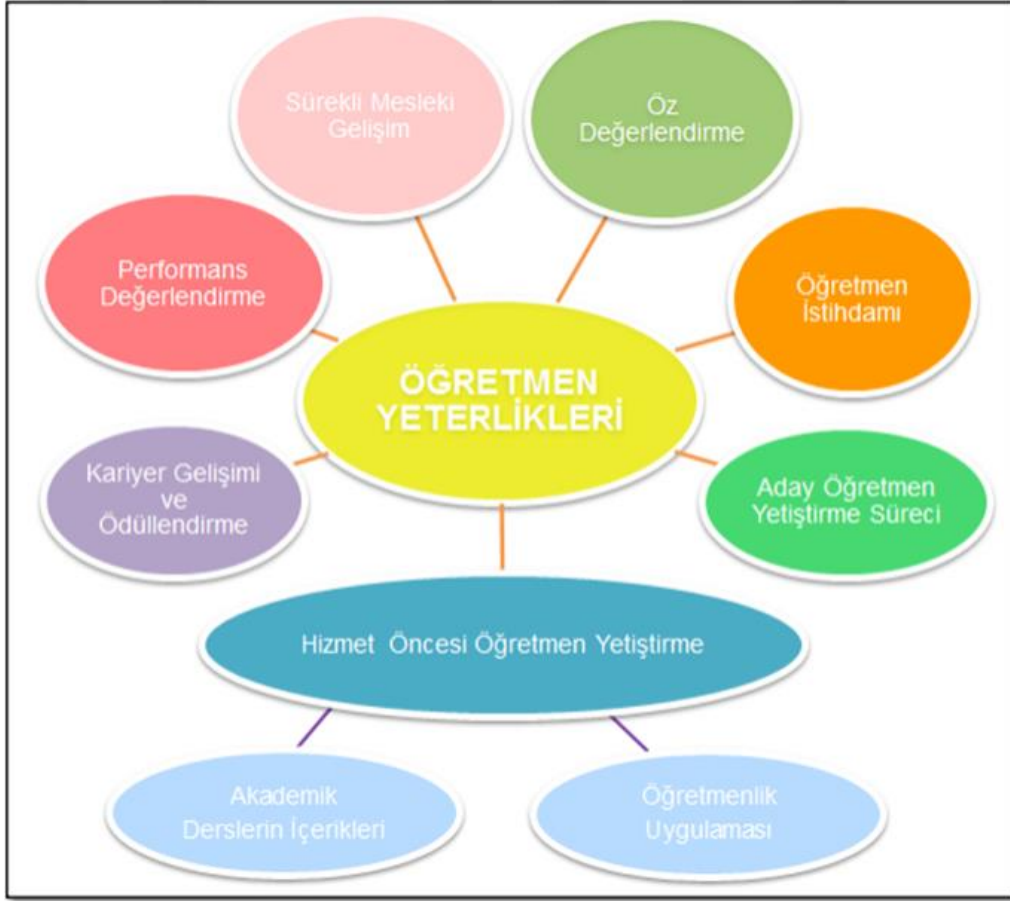 Sürekli Mesleki
Gelişim
Öz
Değerlendirme
Performans
Değerlendirme
Öğretmen
İstihdamı
ÖĞRETMEN
YETERLİKLERİ
Kariyer Gelişimi
ve
Ödüllendirme
Aday Öğretmen
Yetiştirme Süreci
Hizmet Öncesi Öğretmen Yetiştirme
Akademik
Derslerin İçerikleri
Öğretmenlik
Uygulaması